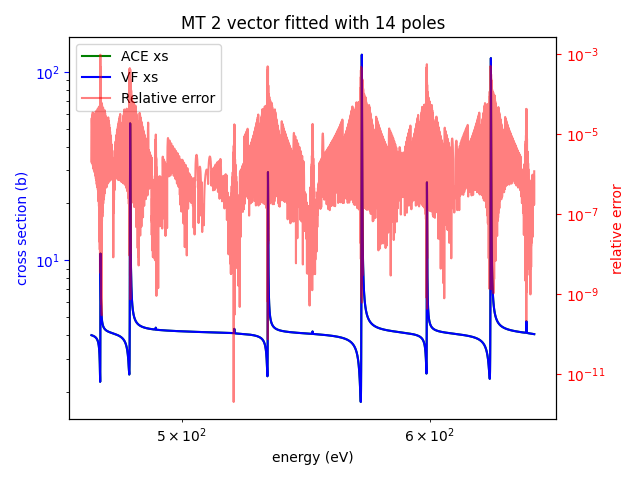 MT 2 vector fitted with 14 poles
ACE xs
VF xs
Relative error
cross section (b)
10²
10¹
relative error
10⁻³
10⁻⁵
10⁻⁷
10⁻⁹
10⁻¹¹
5 × 10²
6 × 10²
energy (eV)